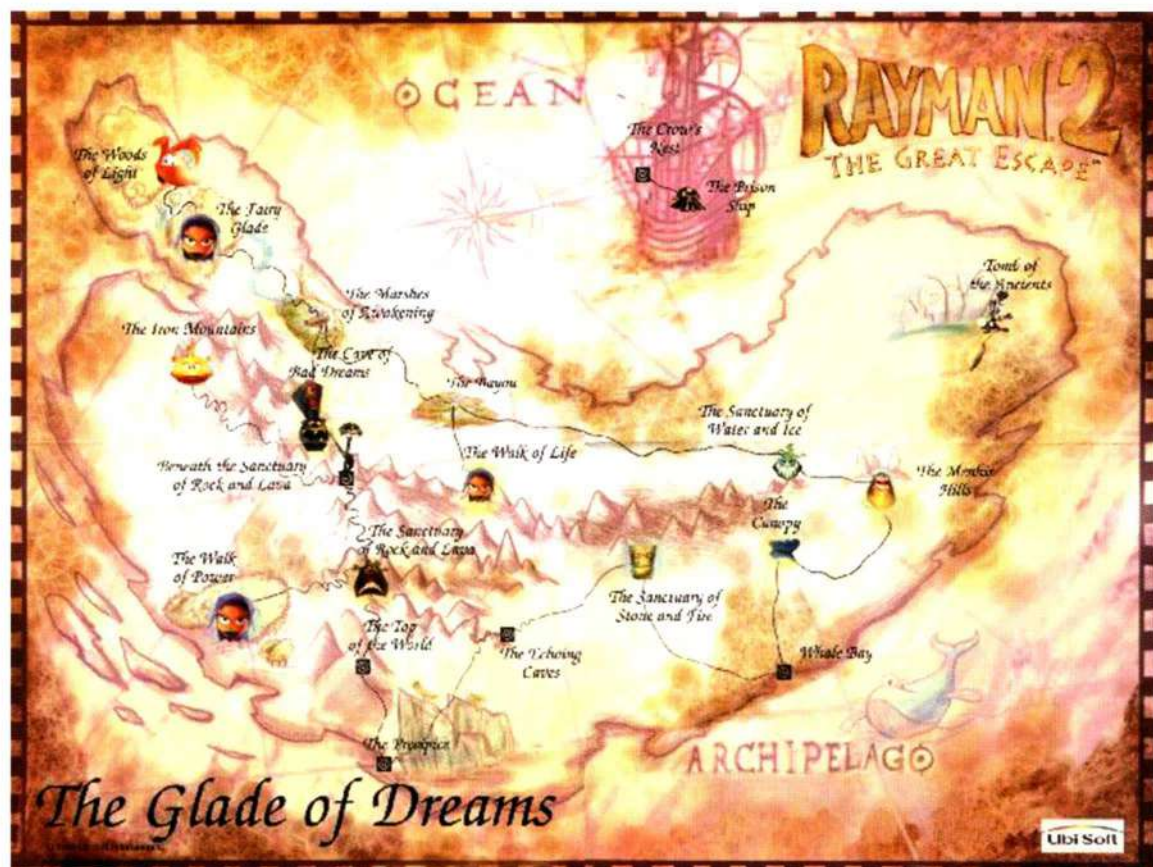 OCEAN
RAYMAN 2
THE GREAT ESCAPE™
The Crow's
Nest
The Prison
Ship
The Woods
of Light
The Fairy
Glade
Tomb of
the Ancients
The Marshes
of Awakening
The Iron Mountains
The Cave of
Bad Dreams
The Bayou
The Sanctuary of
Water and Ice
The Walk of Life
Beneath the Sanctuary
of Rock and Lava
The Menhir
Hills
The
Canopy
The Sanctuary
of Rock and Lava
The Walk
of Power
The Sanctuary of
Stone and Fire
The Top
of the World
The Echoing
Caves
Whale Bay
The Precipice
ARCHIPELAGO
The Glade of Dreams
Ubi Soft